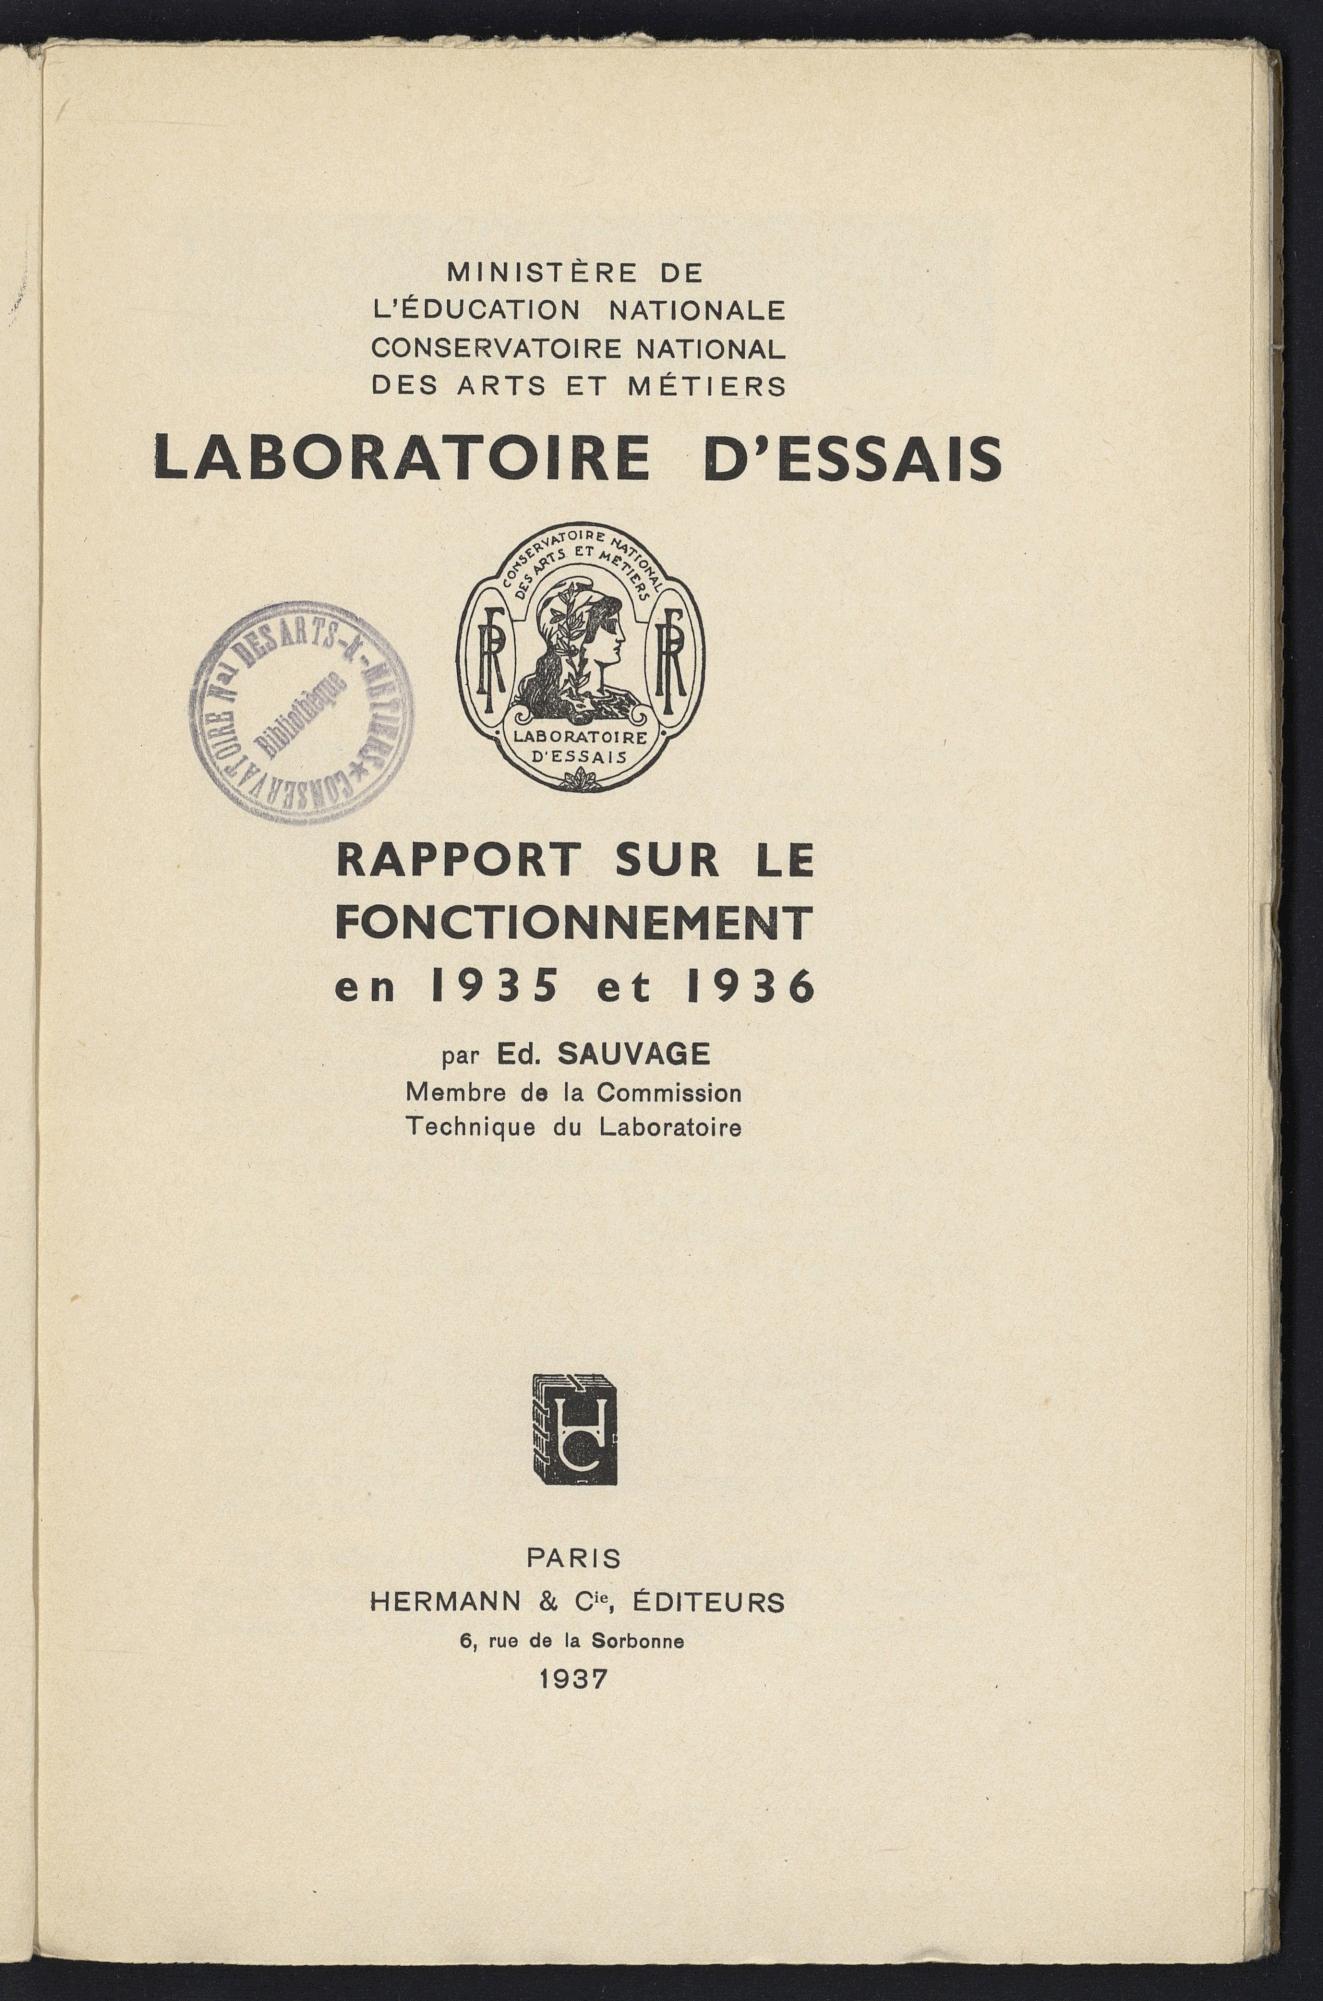 MINISTÈRE DE
L'ÉDUCATION NATIONALE
CONSERVATOIRE NATIONAL
DES ARTS ET MÉTIERS
LABORATOIRE D'ESSAIS
CONSERVATOIRE NATIONAL
DES ARTS ET MÉTIERS
RF
RF
LABORATOIRE
D'ESSAIS
CONSERVATOIRE Nal DES ARTS-&-METIERS★
Bibliothèque
RAPPORT SUR LE
FONCTIONNEMENT
en 1935 et 1936
par Ed. SAUVAGE
Membre de la Commission
Technique du Laboratoire
HC
PARIS
HERMANN & Cie, ÉDITEURS
6, rue de la Sorbonne
1937